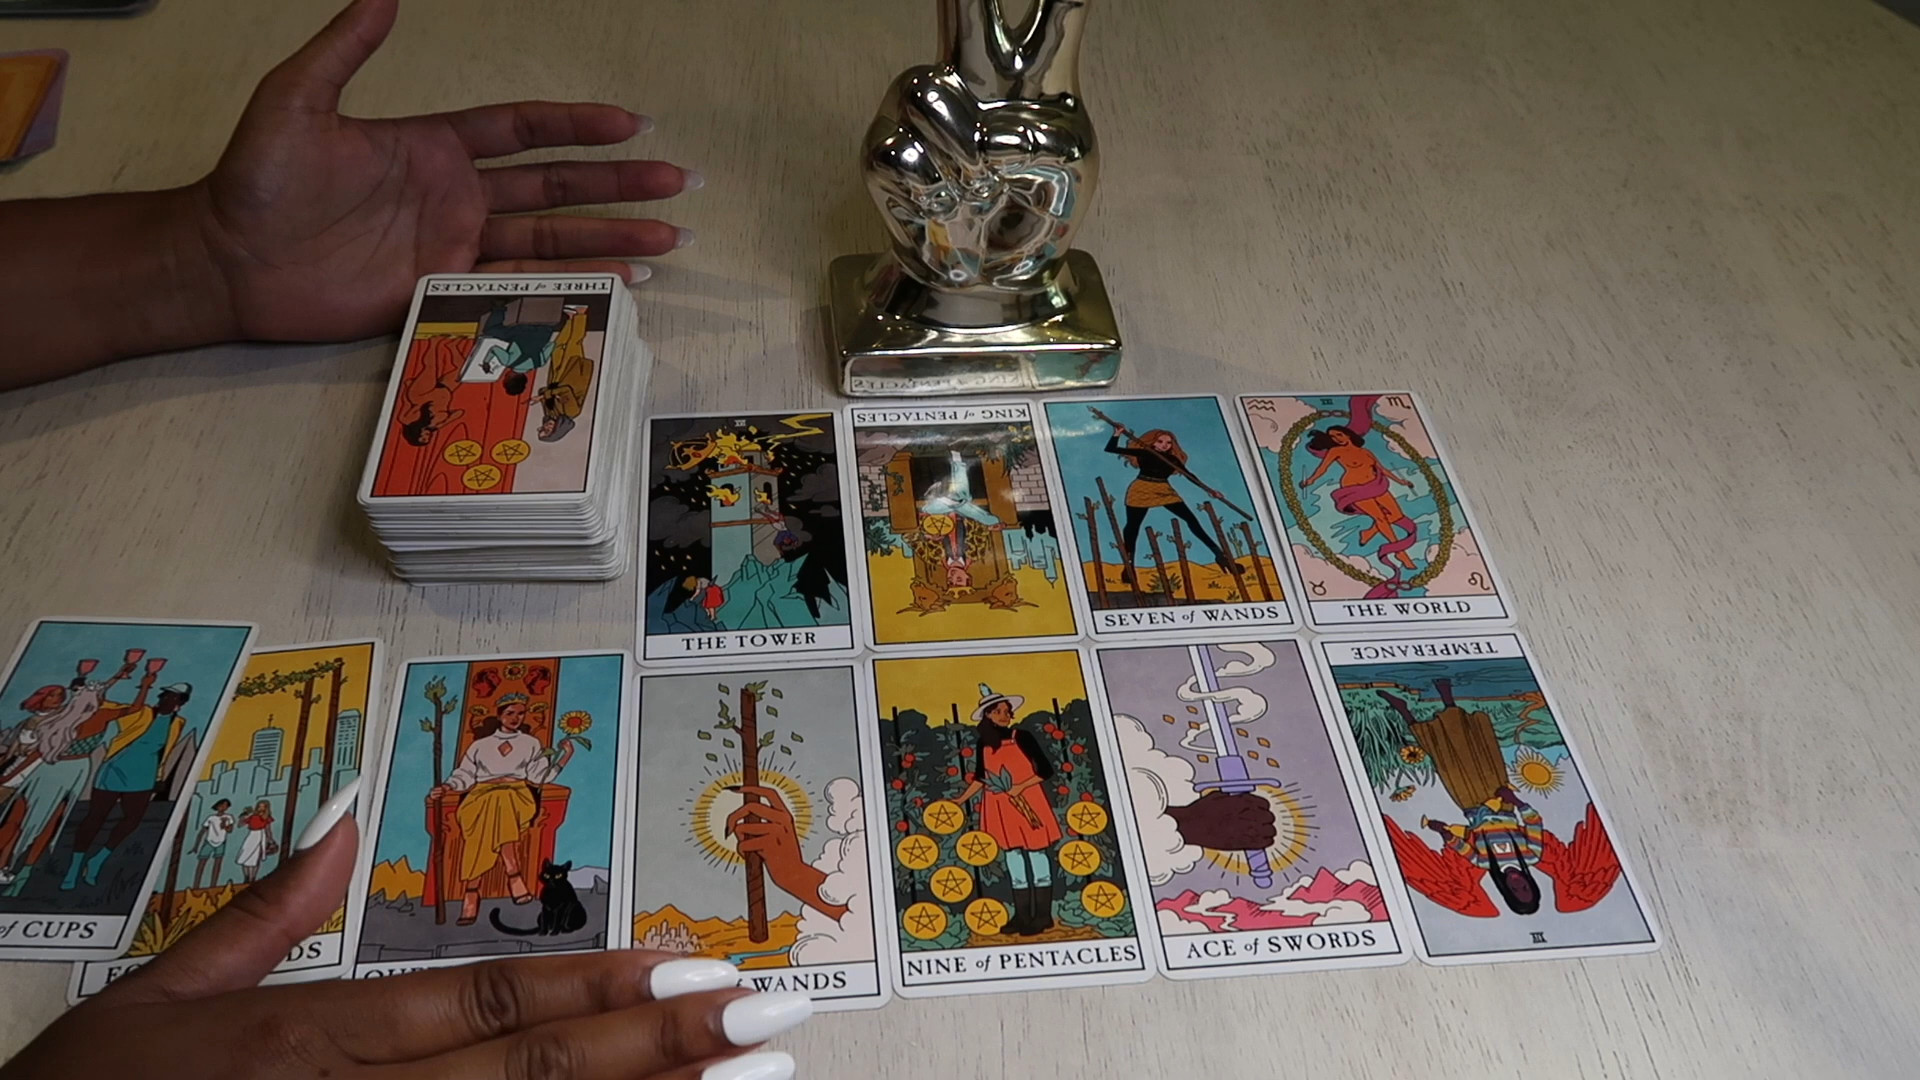 THREE of PENTACLES
KING of PENTACLES
THE TOWER
SEVEN of WANDS
THE WORLD
TEMPERANCE
of CUPS
of WANDS
NINE of PENTACLES
ACE of SWORDS